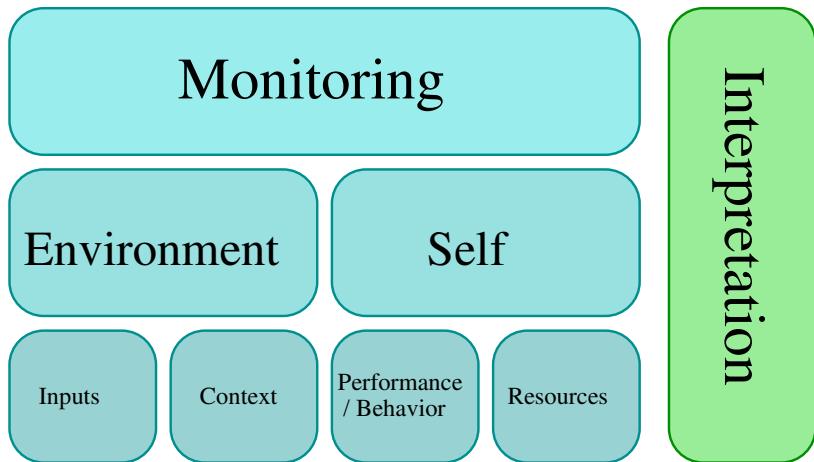 Monitoring
Environment
Self
Inputs
Context
Performance
/ Behavior
Resources
Interpretation